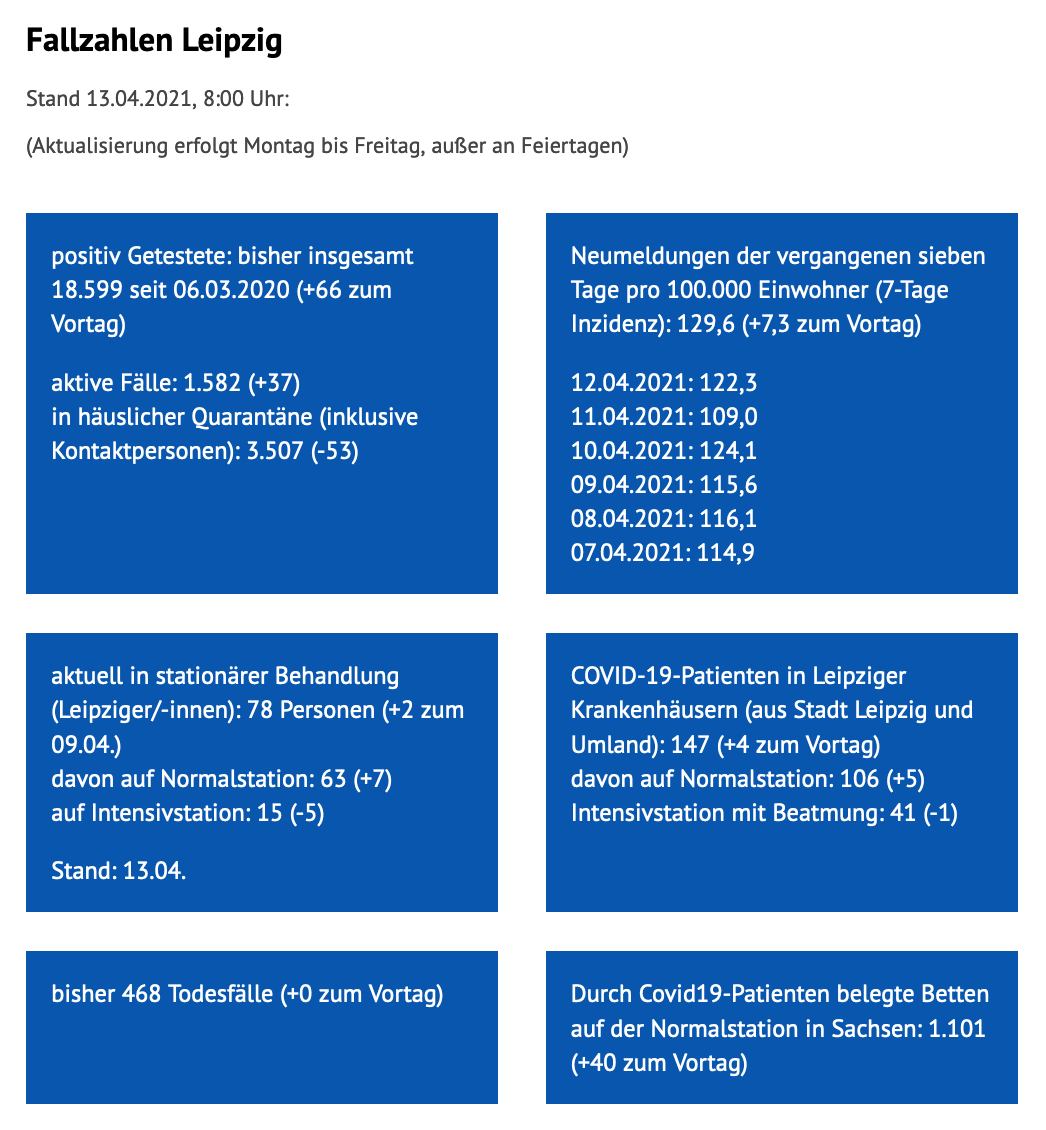 Fallzahlen Leipzig
Stand 13.04.2021, 8:00 Uhr:
(Aktualisierung erfolgt Montag bis Freitag, außer an Feiertagen)
positiv Getestete: bisher insgesamt
18.599 seit 06.03.2020 (+66 zum
Vortag)
aktive Fälle: 1.582 (+37)
in häuslicher Quarantäne (inklusive
Kontaktpersonen): 3.507 (-53)
Neumeldungen der vergangenen sieben
Tage pro 100.000 Einwohner (7-Tage
Inzidenz): 129,6 (+7,3 zum Vortag)
12.04.2021: 122,3
11.04.2021: 109,0
10.04.2021: 124,1
09.04.2021: 115,6
08.04.2021: 116,1
07.04.2021: 114,9
aktuell in stationärer Behandlung
(Leipziger/-innen): 78 Personen (+2 zum
09.04.)
davon auf Normalstation: 63 (+7)
auf Intensivstation: 15 (-5)
Stand: 13.04.
COVID-19-Patienten in Leipziger
Krankenhäusern (aus Stadt Leipzig und
Umland): 147 (+4 zum Vortag)
davon auf Normalstation: 106 (+5)
Intensivstation mit Beatmung: 41 (-1)
bisher 468 Todesfälle (+0 zum Vortag)
Durch Covid19-Patienten belegte Betten
auf der Normalstation in Sachsen: 1.101
(+40 zum Vortag)